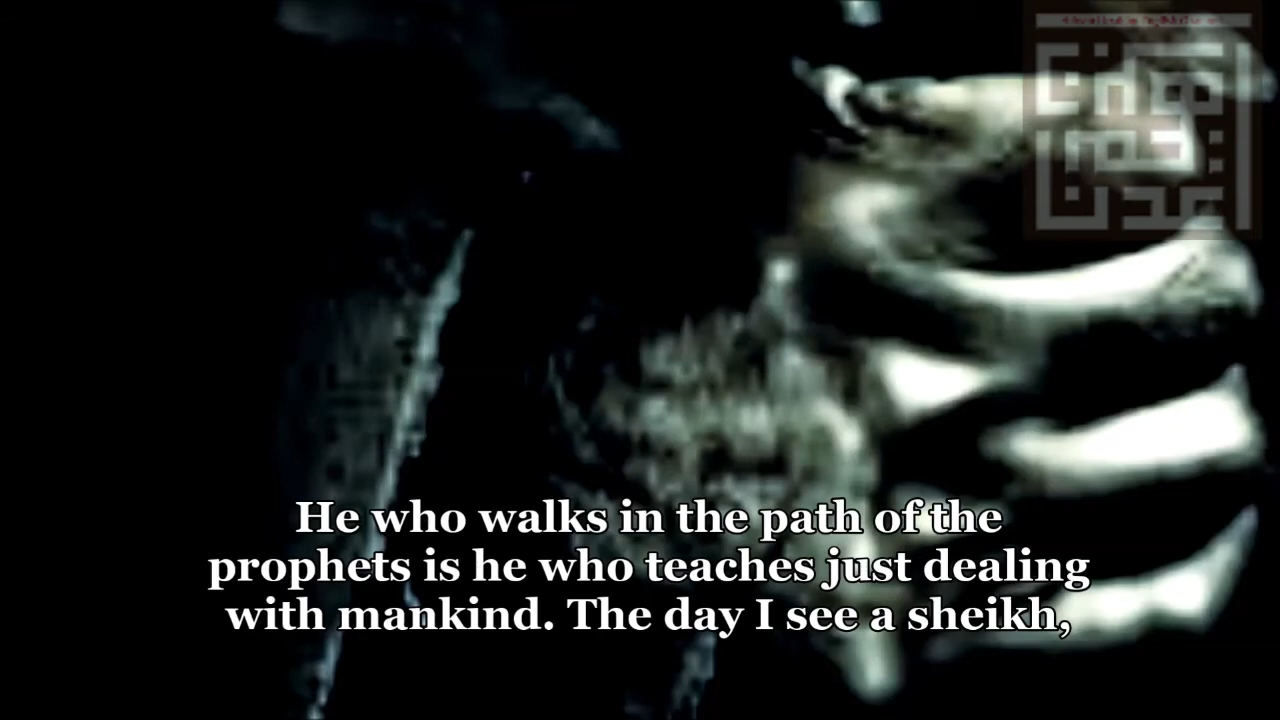 He who walks in the path of the
prophets is he who teaches just dealing
with mankind. The day I see a sheikh,